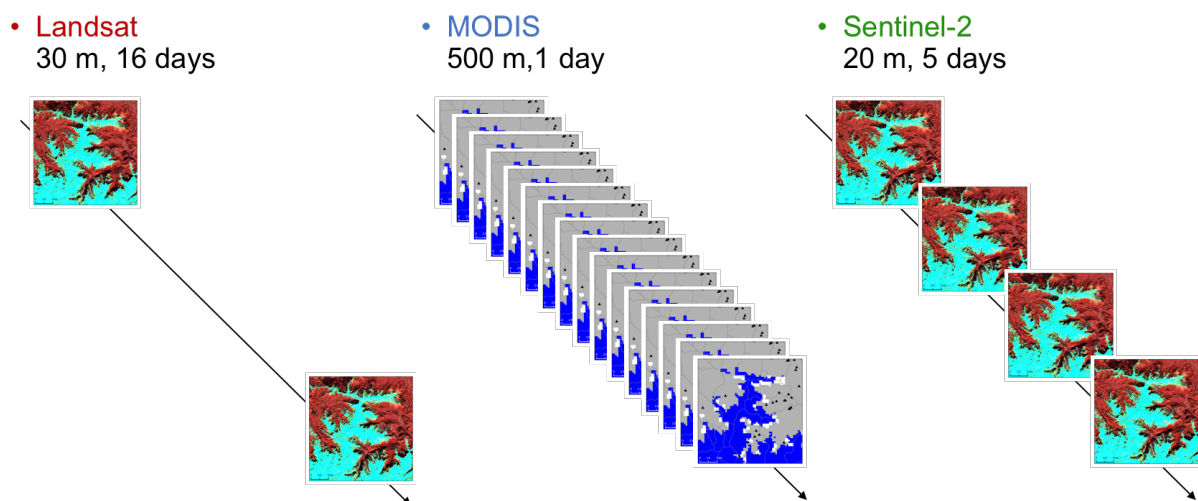 • Landsat
30 m, 16 days
• MODIS
500 m,1 day
• Sentinel-2
20 m, 5 days